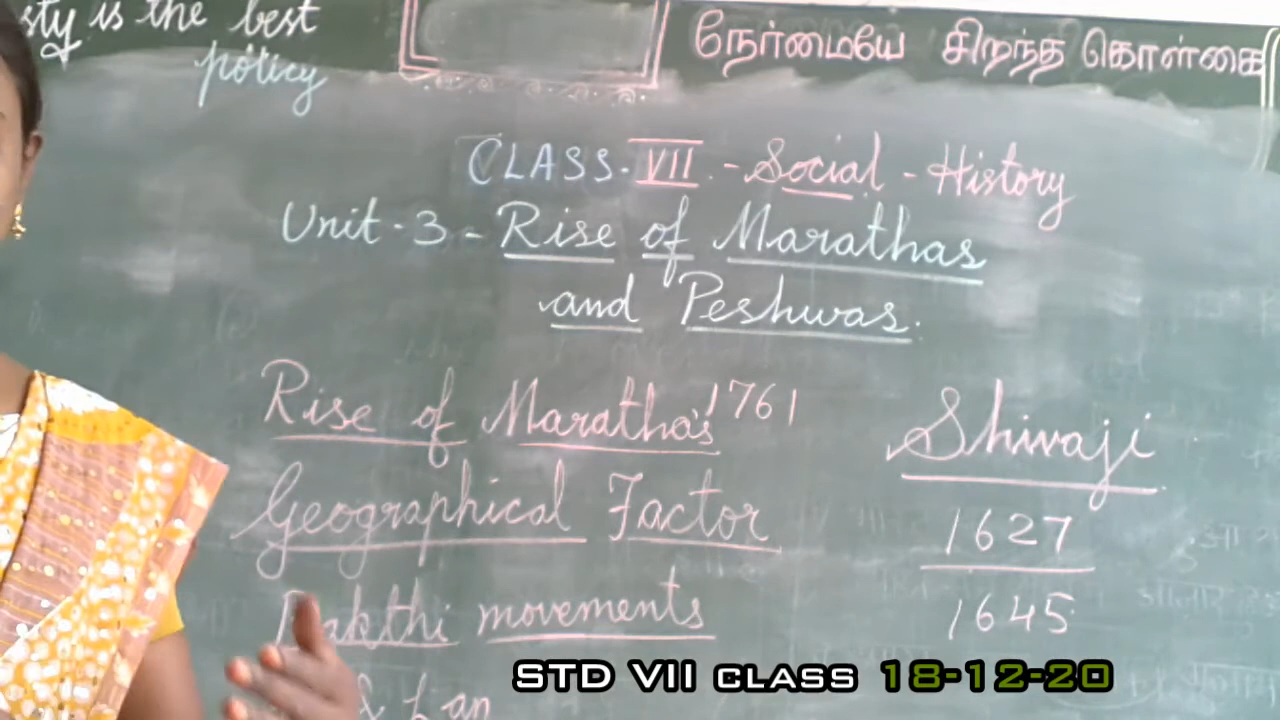 sty is the best
policy
நேர்மையே சிறந்த கொள்கை
CLASS - VII - Social - History
Unit - 3 - Rise of Marathas
and Peshwas.
Rise of Maratha's 1761
Geographical Factor
Bakthi movements
Shivaji
1627
1645
STD VII CLASS 18-12-20